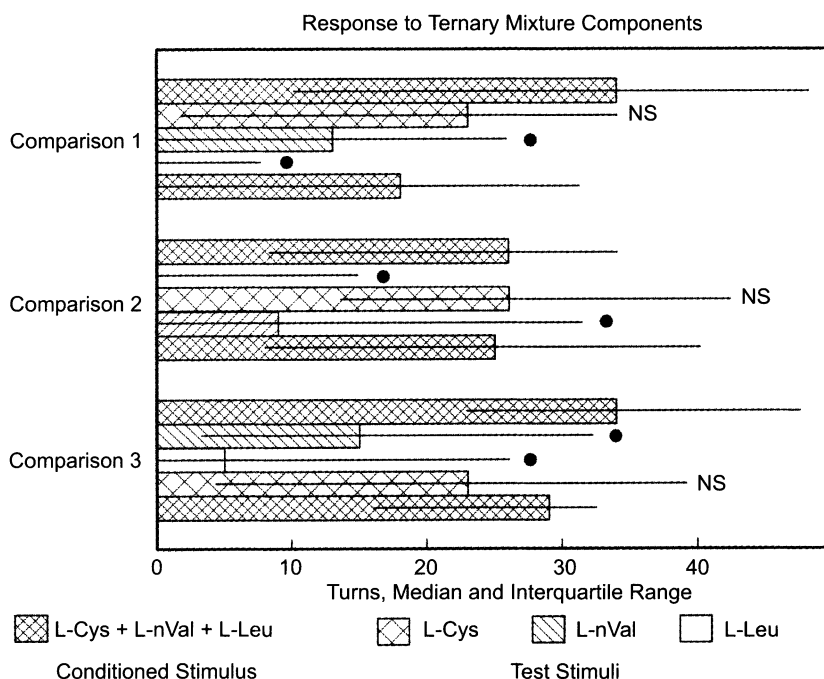 Response to Ternary Mixture Components
NS
Comparison 1
Comparison 2
NS
Comparison 3
NS
0 10 20 30 40
Turns, Median and Interquartile Range
L-Cys + L-nVal + L-Leu L-Cys L-nVal L-Leu
Conditioned Stimulus Test Stimuli